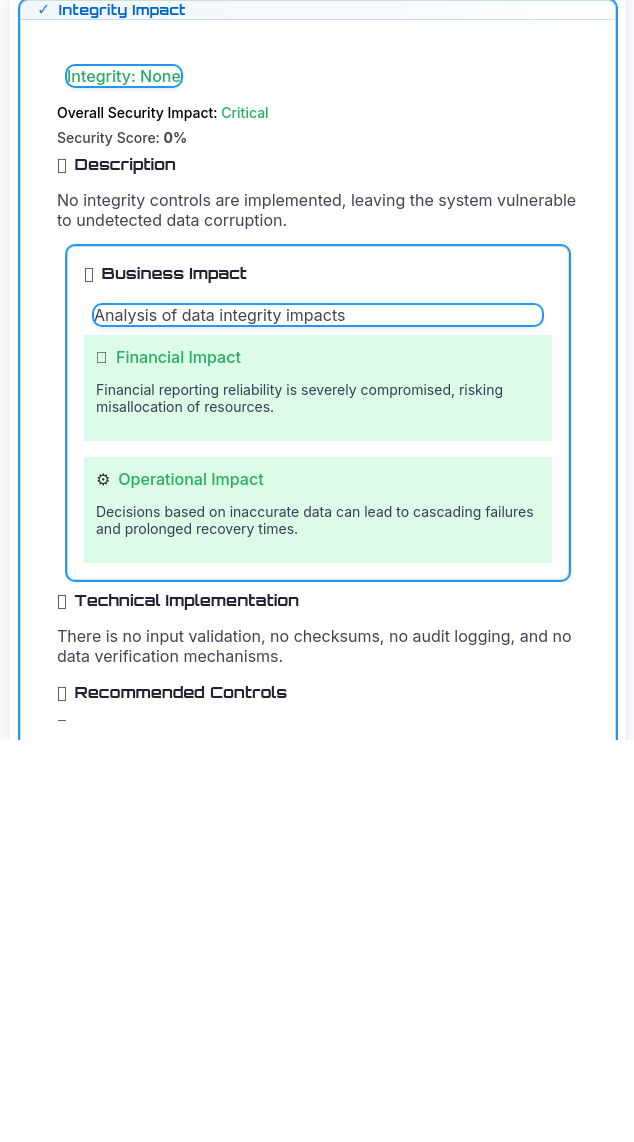 ✓ Integrity Impact
Integrity: None
Overall Security Impact: Critical
Security Score: 0%
Description
No integrity controls are implemented, leaving the system vulnerable
to undetected data corruption.
Business Impact
Analysis of data integrity impacts
Financial Impact
Financial reporting reliability is severely compromised, risking
misallocation of resources.
⚙ Operational Impact
Decisions based on inaccurate data can lead to cascading failures
and prolonged recovery times.
Technical Implementation
There is no input validation, no checksums, no audit logging, and no
data verification mechanisms.
Recommended Controls